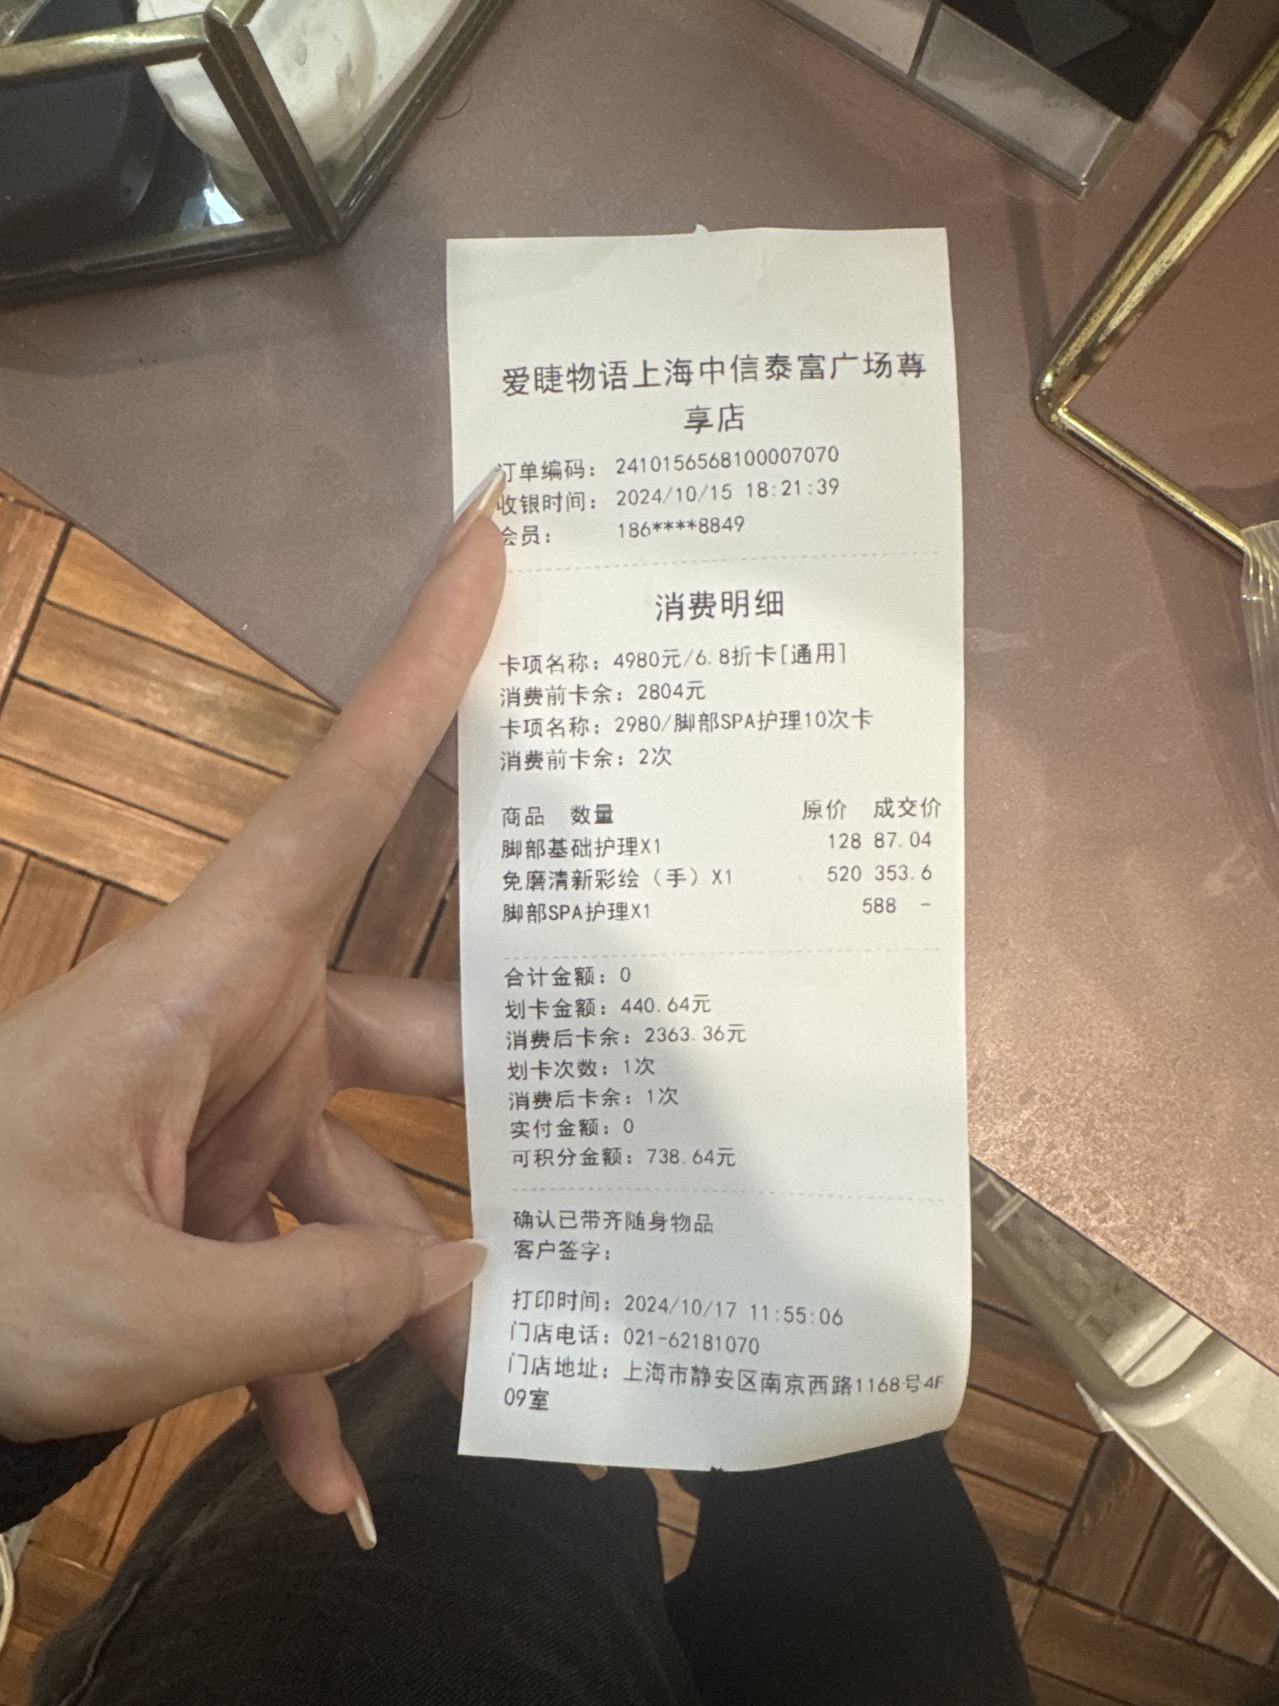 爱睫物语上海中信泰富广场尊
享店
订单编码： 2410156568100007070
收银时间： 2024/10/15 18:21:39
会员： 186****8849
消费明细
卡项名称：4980元/6.8折卡[通用]
消费前卡余：2804元
卡项名称：2980/脚部SPA护理10次卡
消费前卡余：2次
商品 数量 原价 成交价
脚部基础护理X1 128 87.04
免磨清新彩绘（手）X1 520 353.6
脚部SPA护理X1 588 -
合计金额：0
划卡金额：440.64元
消费后卡余：2363.36元
划卡次数：1次
消费后卡余：1次
实付金额：0
可积分金额：738.64元
确认已带齐随身物品
客户签字：
打印时间：2024/10/17 11:55:06
门店电话：021-62181070
门店地址：上海市静安区南京西路1168号4F
09室